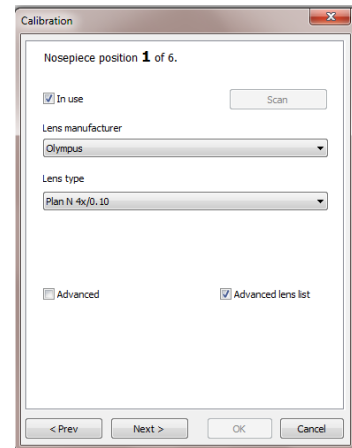 Calibration
Nosepiece position 1 of 6.
In use
Scan
Lens manufacturer
Olympus
Lens type
Plan N 4x/0.10
Advanced
Advanced lens list
< Prev
Next >
OK
Cancel